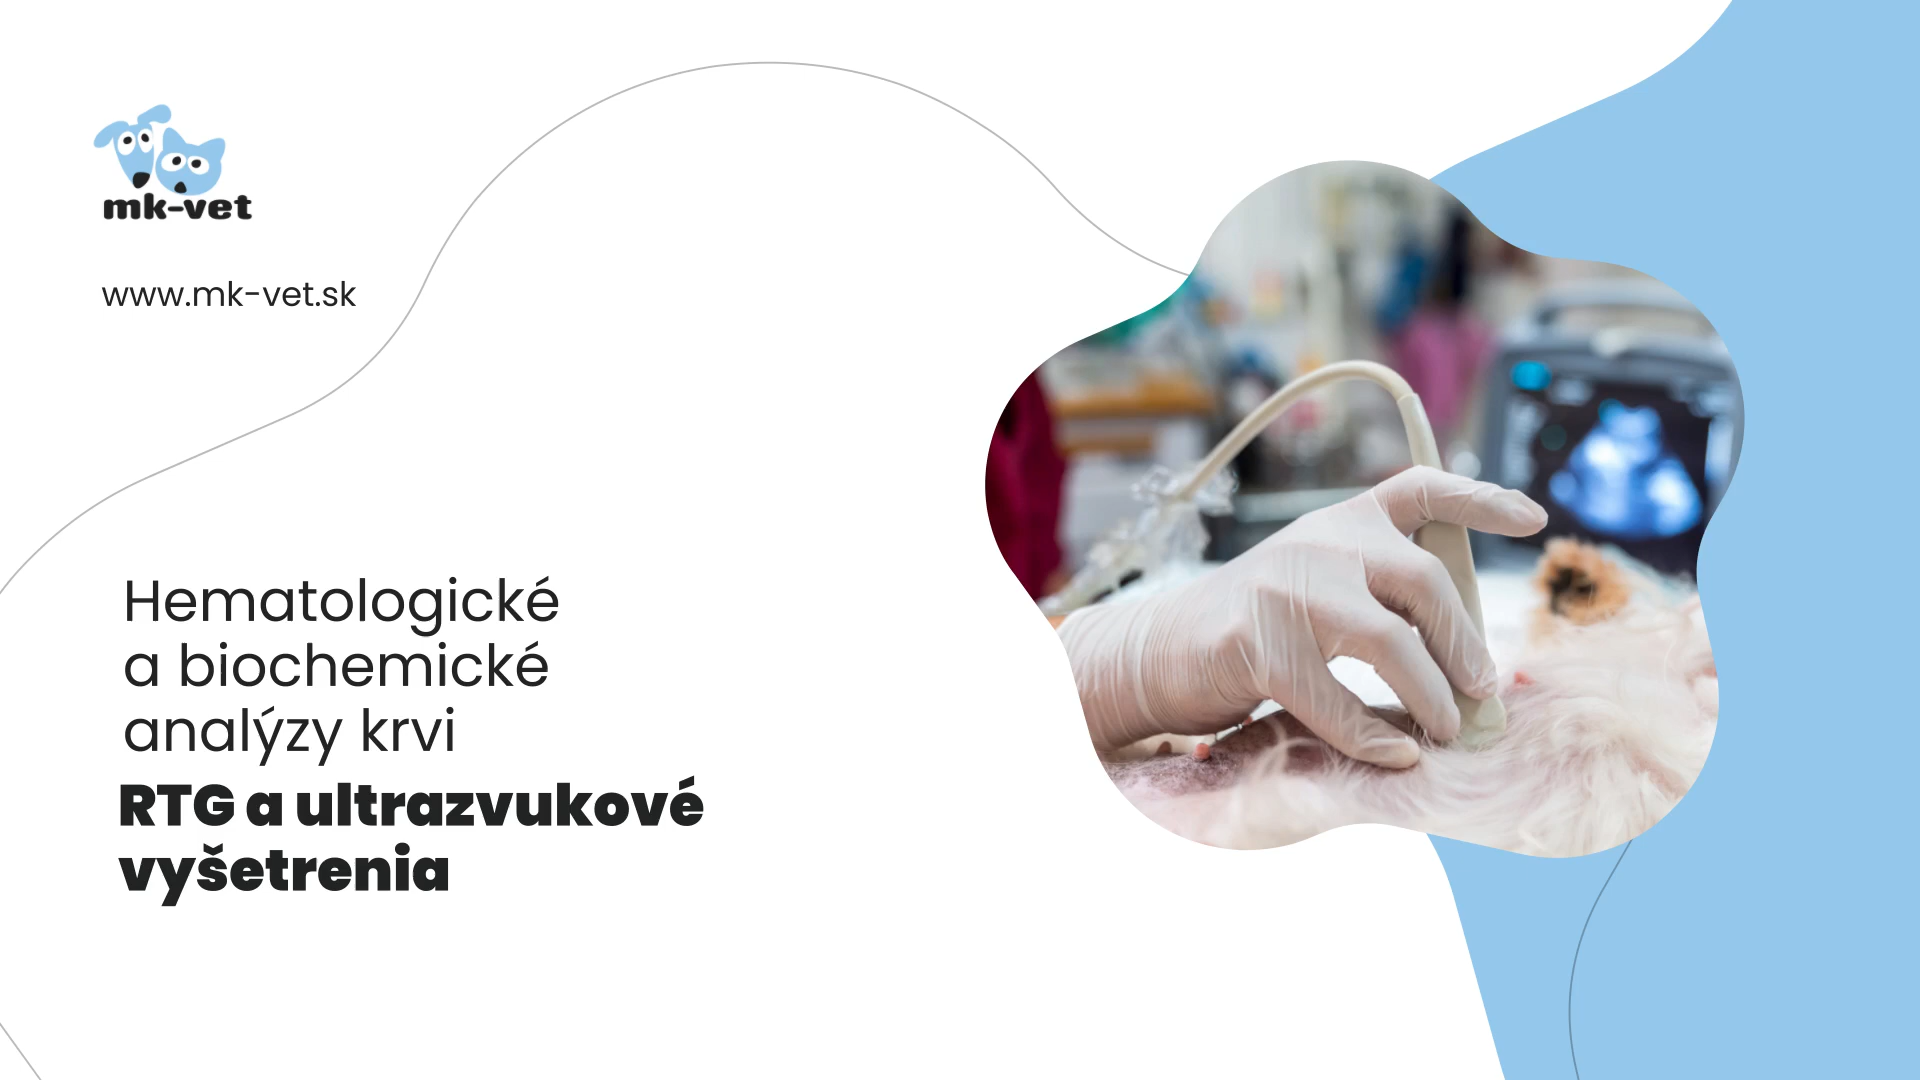 mk-vet
www.mk-vet.sk
Hematologické
a biochemické
analýzy krvi
RTG a ultrazvukové
vyšetrenia